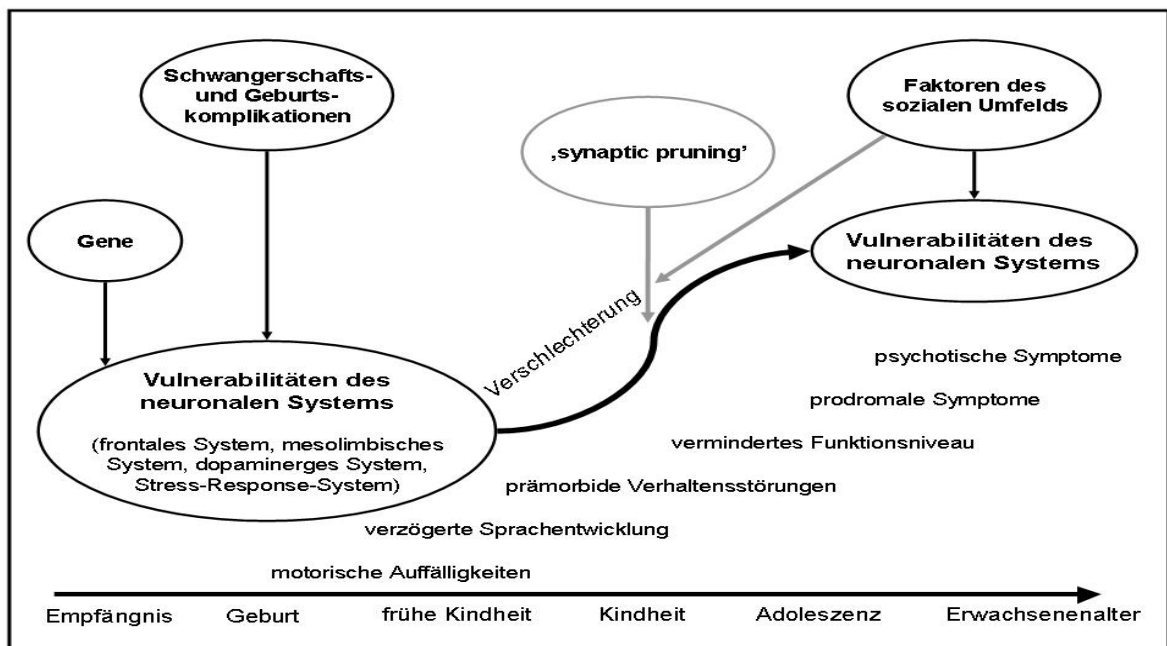 Schwangerschafts-
und Geburts-
komplikationen
Faktoren des
sozialen Umfelds
‚synaptic pruning’
Gene
Vulnerabilitäten des
neuronalen Systems
Verschlechterung
Vulnerabilitäten des
neuronalen Systems
(frontales System, mesolimbisches
System, dopaminerges System,
Stress-Response-System)
psychotische Symptome
prodromale Symptome
vermindertes Funktionsniveau
prämorbide Verhaltensstörungen
verzögerte Sprachentwicklung
motorische Auffälligkeiten
Empfängnis Geburt frühe Kindheit Kindheit Adoleszenz Erwachsenenalter